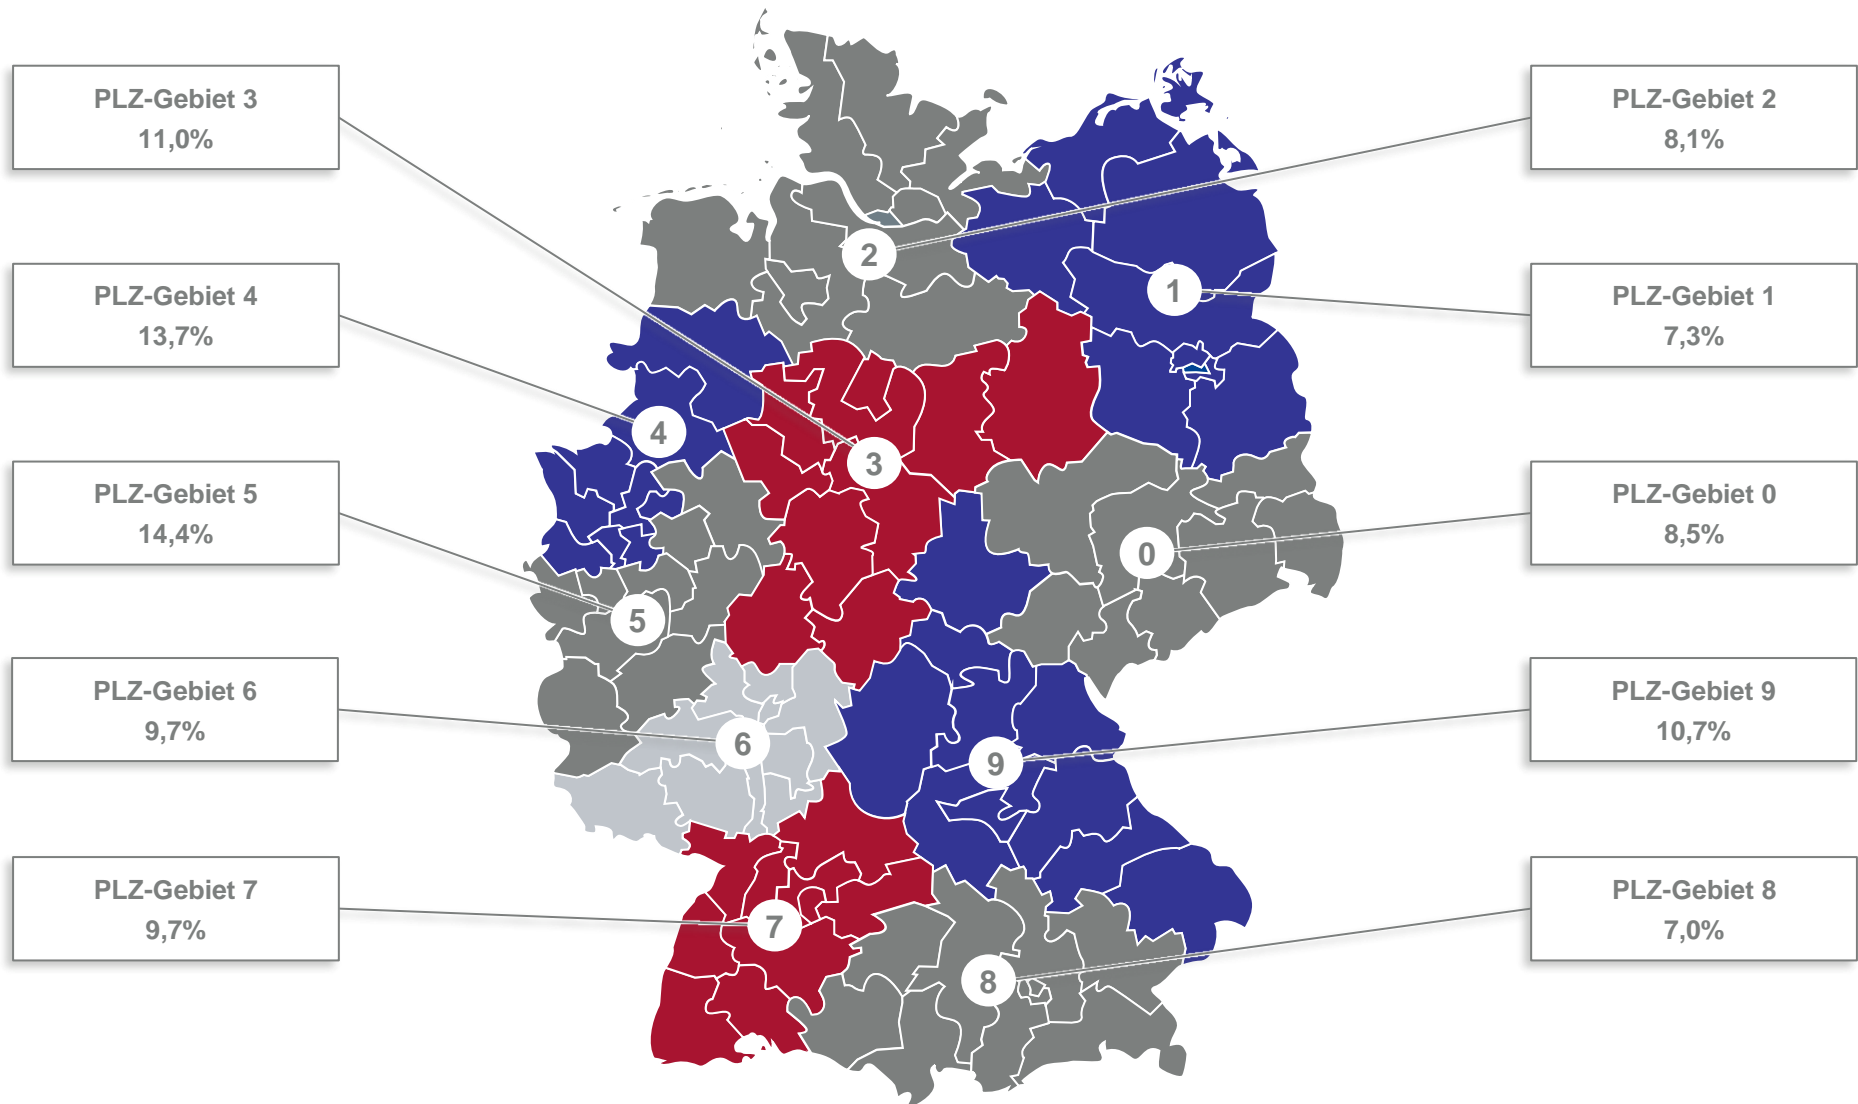 PLZ-Gebiet 3
11,0%
PLZ-Gebiet 4
13,7%
PLZ-Gebiet 5
14,4%
PLZ-Gebiet 6
9,7%
PLZ-Gebiet 7
9,7%
2
1
4
3
0
5
6
9
7
8
PLZ-Gebiet 2
8,1%
PLZ-Gebiet 1
7,3%
PLZ-Gebiet 0
8,5%
PLZ-Gebiet 9
10,7%
PLZ-Gebiet 8
7,0%